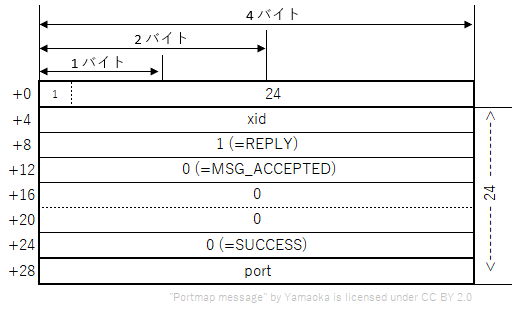 4 バイト
2 バイト
1 バイト
+0 1 24
+4 xid
+8 1 (=REPLY)
+12 0 (=MSG_ACCEPTED)
+16 0
+20 0
+24 0 (=SUCCESS)
+28 port
24
"Portmap message" by Yamaoka is licensed under CC BY 2.0